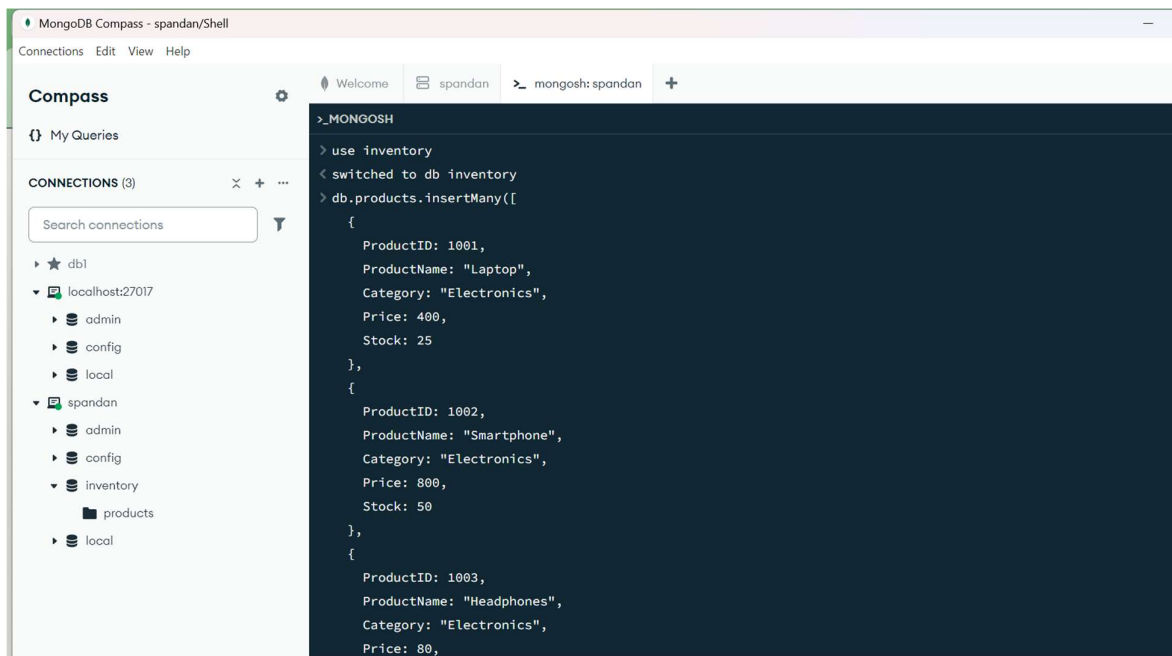 MongoDB Compass - spandan/Shell
Connections Edit View Help
Compass
{} My Queries
CONNECTIONS (3)
Search connections
db1
localhost:27017
admin
config
local
spandan
admin
config
inventory
products
local
Welcome spandan >_ mongosh: spandan +
>_MONGOSH
> use inventory
< switched to db inventory
> db.products.insertMany([
{
ProductID: 1001,
ProductName: "Laptop",
Category: "Electronics",
Price: 400,
Stock: 25
},
{
ProductID: 1002,
ProductName: "Smartphone",
Category: "Electronics",
Price: 800,
Stock: 50
},
{
ProductID: 1003,
ProductName: "Headphones",
Category: "Electronics",
Price: 80,